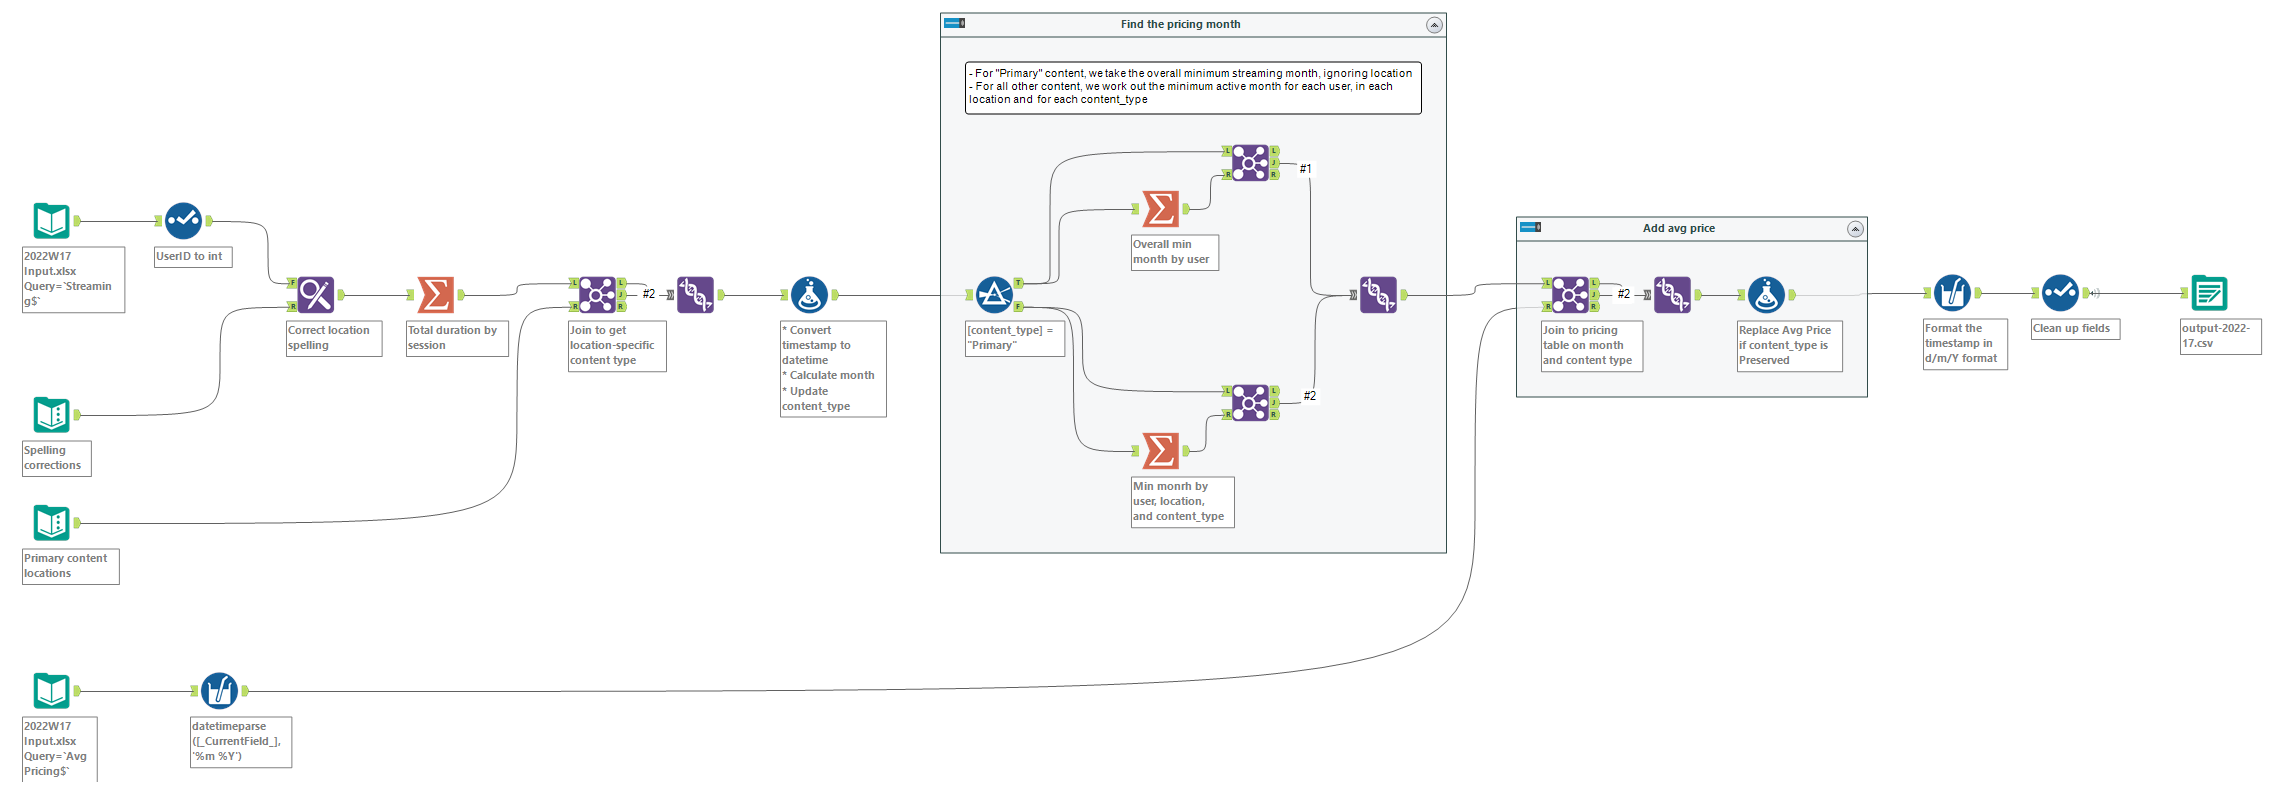 Find the pricing month
- For "Primary" content, we take the overall minimum streaming month, ignoring location
- For all other content, we work out the minimum active month for each user, in each
location and for each content_type
L
R
L
J
R
#1
2022W17
Input.xlsx
Query=`Streamin
g$`
UserID to int
Overall min
month by user
Add avg price
F
R
Correct location
spelling
Total duration by
session
L
R
L
J
R
#2
Join to get
location-specific
content type
* Convert
timestamp to
datetime
* Calculate month
* Update
content_type
T
F
[content_type] =
"Primary"
L
R
L
J
R
#2
Min monrh by
user, location,
and content_type
L
R
L
J
R
#2
Join to pricing
table on month
and content type
Replace Avg Price
if content_type is
Preserved
Format the
timestamp in
d/m/Y format
Clean up fields
output-2022-
17.csv
Spelling
corrections
Primary content
locations
2022W17
Input.xlsx
Query=`Avg
Pricing$`
datetimeparse
([_CurrentField_],
'%m %Y')